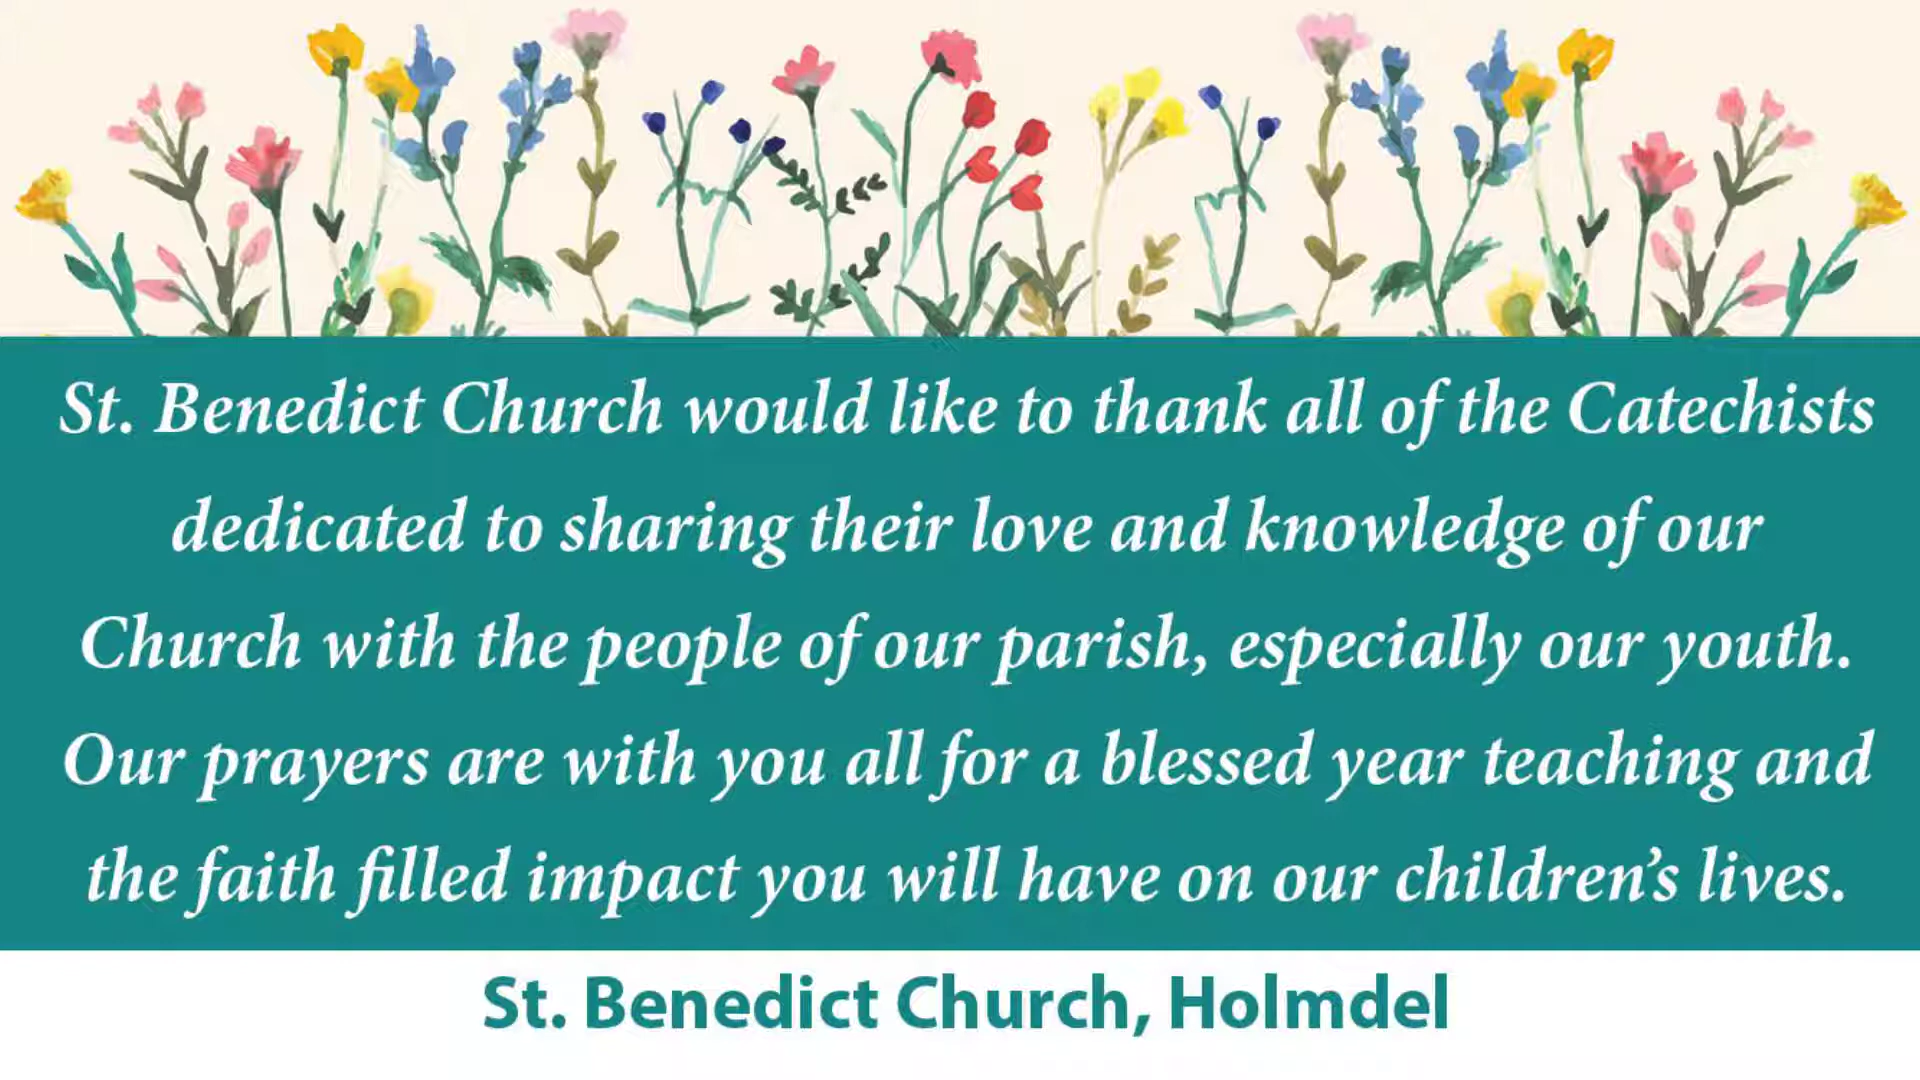 St. Benedict Church would like to thank all of the Catechists
dedicated to sharing their love and knowledge of our
Church with the people of our parish, especially our youth.
Our prayers are with you all for a blessed year teaching and
the faith filled impact you will have on our children’s lives.
St. Benedict Church, Holmdel